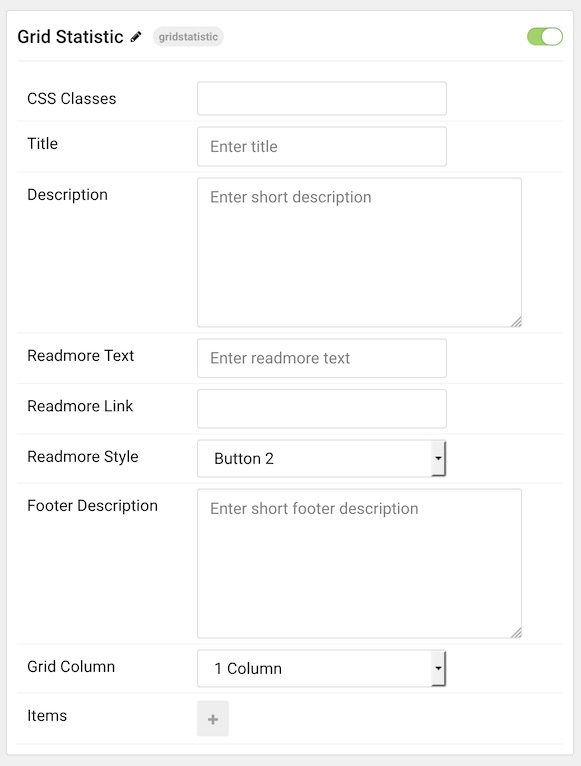 Grid Statistic gridstatistic
CSS Classes
Title Enter title
Description Enter short description
Readmore Text Enter readmore text
Readmore Link
Readmore Style Button 2
Footer Description Enter short footer description
Grid Column 1 Column
Items +